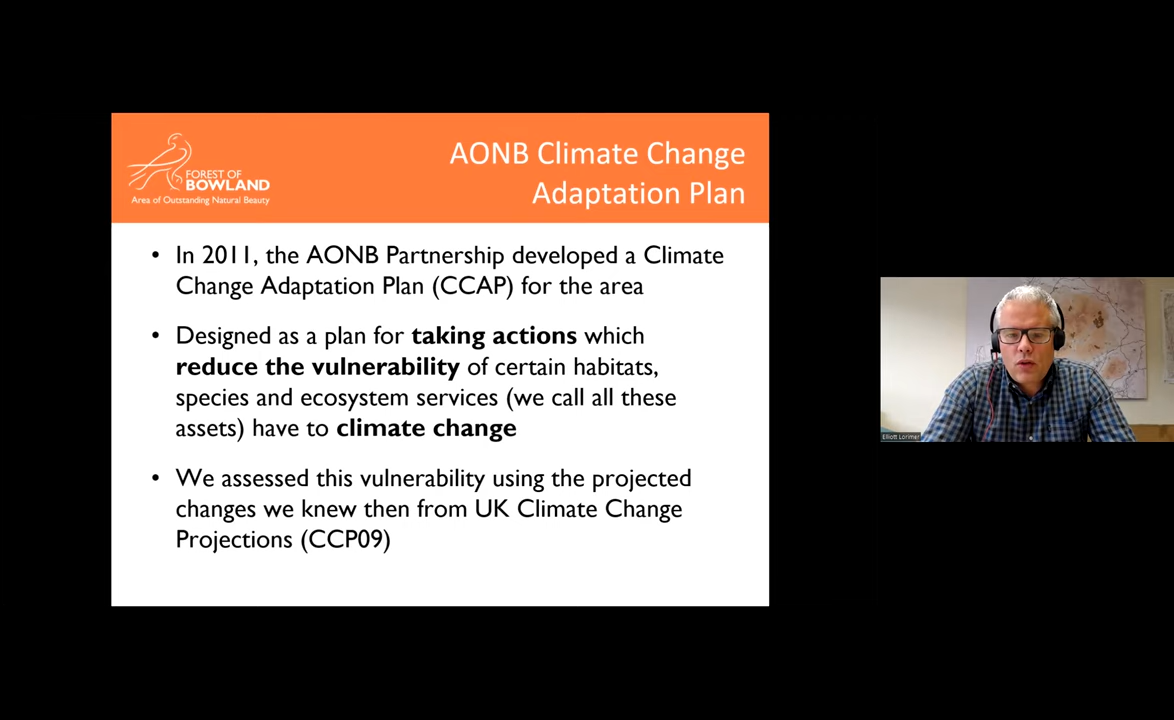 FOREST OF
BOWLAND
Area of Outstanding Natural Beauty
AONB Climate Change
Adaptation Plan
• In 2011, the AONB Partnership developed a Climate
Change Adaptation Plan (CCAP) for the area
• Designed as a plan for taking actions which
reduce the vulnerability of certain habitats,
species and ecosystem services (we call all these
assets) have to climate change
• We assessed this vulnerability using the projected
changes we knew then from UK Climate Change
Projections (CCP09)
Elliott Lorimer